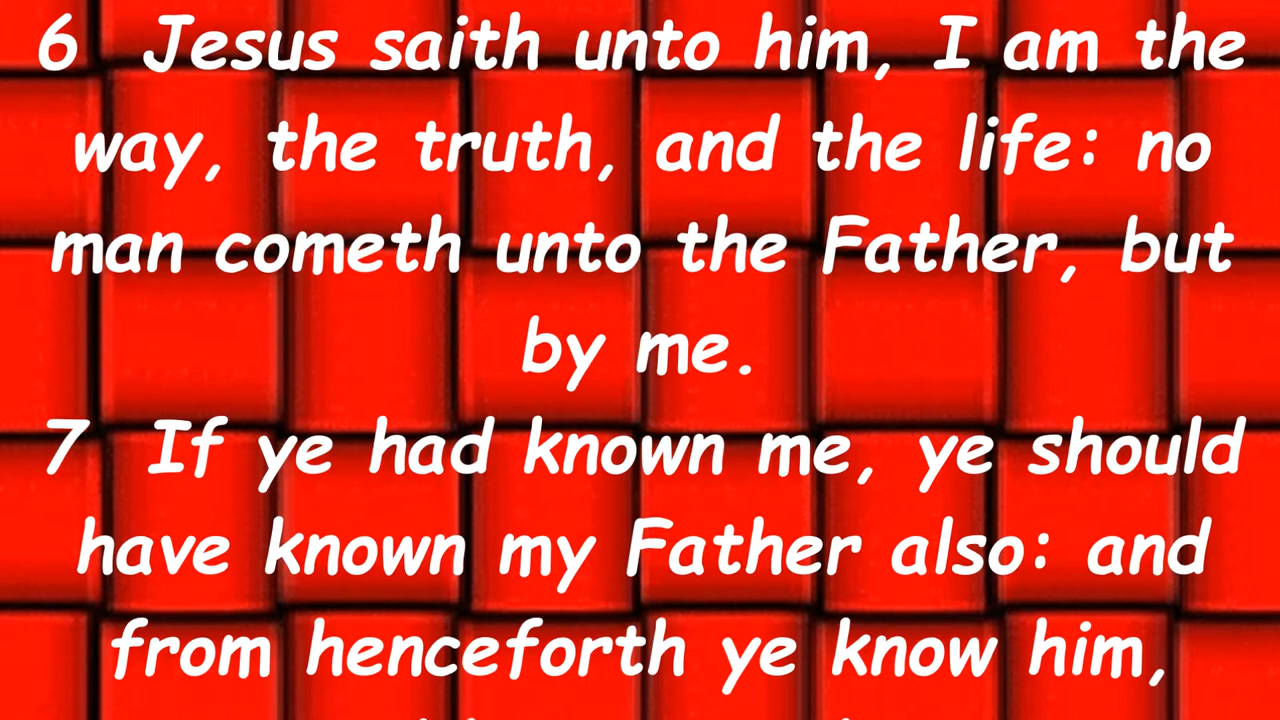 6 Jesus saith unto him, I am the
way, the truth, and the life: no
man cometh unto the Father, but
by me.
7 If ye had known me, ye should
have known my Father also: and
from henceforth ye know him,